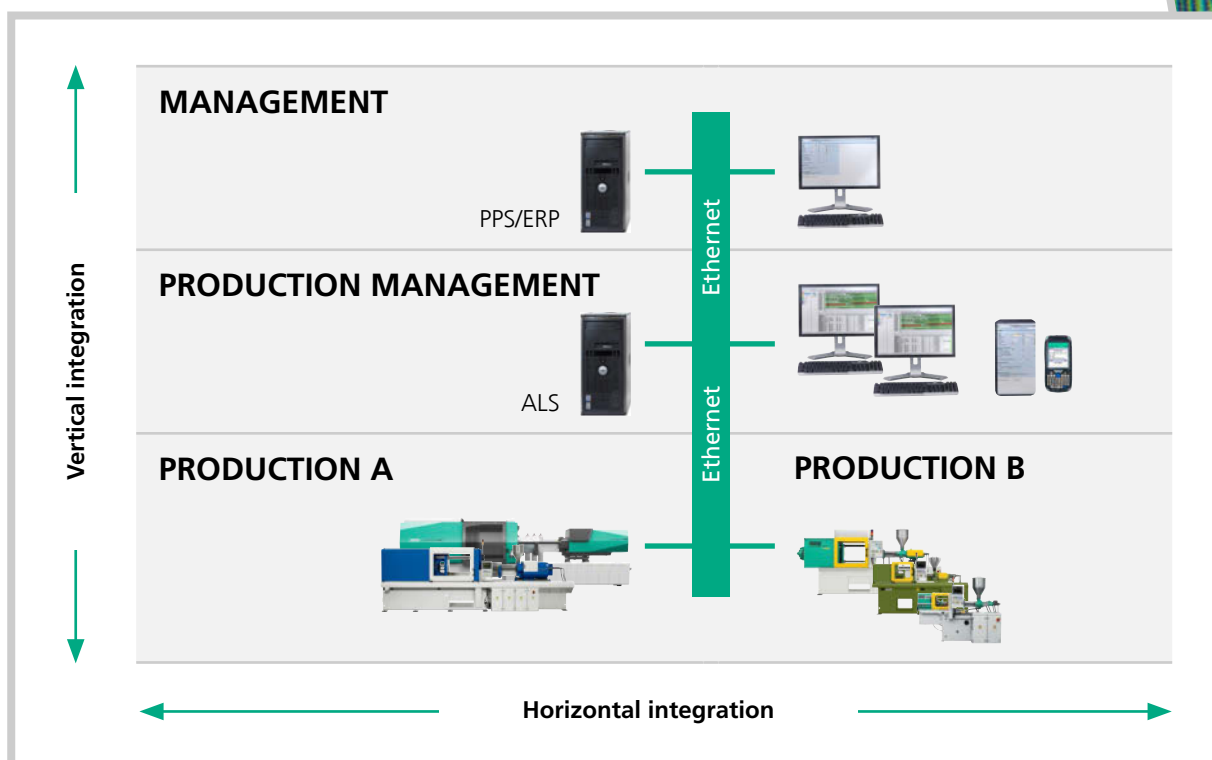 MANAGEMENT
PPS/ERP
Ethernet
PRODUCTION MANAGEMENT
ALS
Ethernet
PRODUCTION A
PRODUCTION B
Vertical integration
Horizontal integration